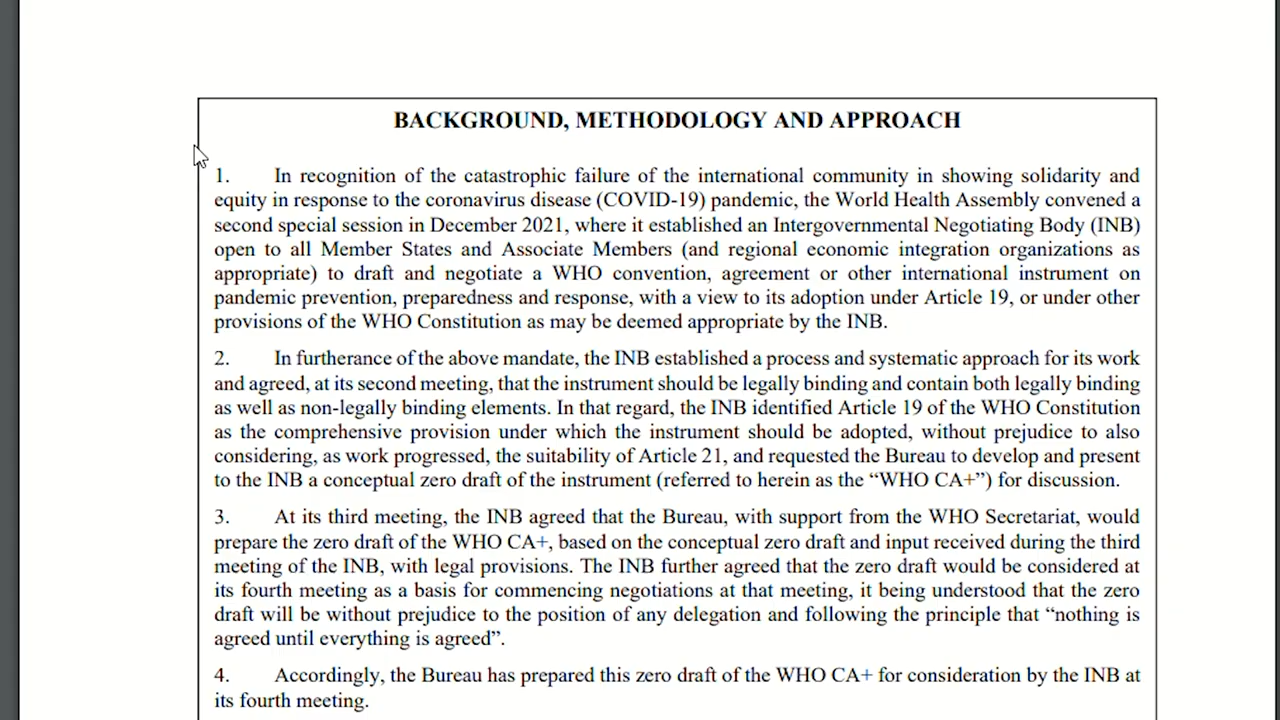 BACKGROUND, METHODOLOGY AND APPROACH
1. In recognition of the catastrophic failure of the international community in showing solidarity and
equity in response to the coronavirus disease (COVID-19) pandemic, the World Health Assembly convened a
second special session in December 2021, where it established an Intergovernmental Negotiating Body (INB)
open to all Member States and Associate Members (and regional economic integration organizations as
appropriate) to draft and negotiate a WHO convention, agreement or other international instrument on
pandemic prevention, preparedness and response, with a view to its adoption under Article 19, or under other
provisions of the WHO Constitution as may be deemed appropriate by the INB.
2. In furtherance of the above mandate, the INB established a process and systematic approach for its work
and agreed, at its second meeting, that the instrument should be legally binding and contain both legally binding
as well as non-legally binding elements. In that regard, the INB identified Article 19 of the WHO Constitution
as the comprehensive provision under which the instrument should be adopted, without prejudice to also
considering, as work progressed, the suitability of Article 21, and requested the Bureau to develop and present
to the INB a conceptual zero draft of the instrument (referred to herein as the “WHO CA+”) for discussion.
3. At its third meeting, the INB agreed that the Bureau, with support from the WHO Secretariat, would
prepare the zero draft of the WHO CA+, based on the conceptual zero draft and input received during the third
meeting of the INB, with legal provisions. The INB further agreed that the zero draft would be considered at
its fourth meeting as a basis for commencing negotiations at that meeting, it being understood that the zero
draft will be without prejudice to the position of any delegation and following the principle that “nothing is
agreed until everything is agreed”.
4. Accordingly, the Bureau has prepared this zero draft of the WHO CA+ for consideration by the INB at
its fourth meeting.